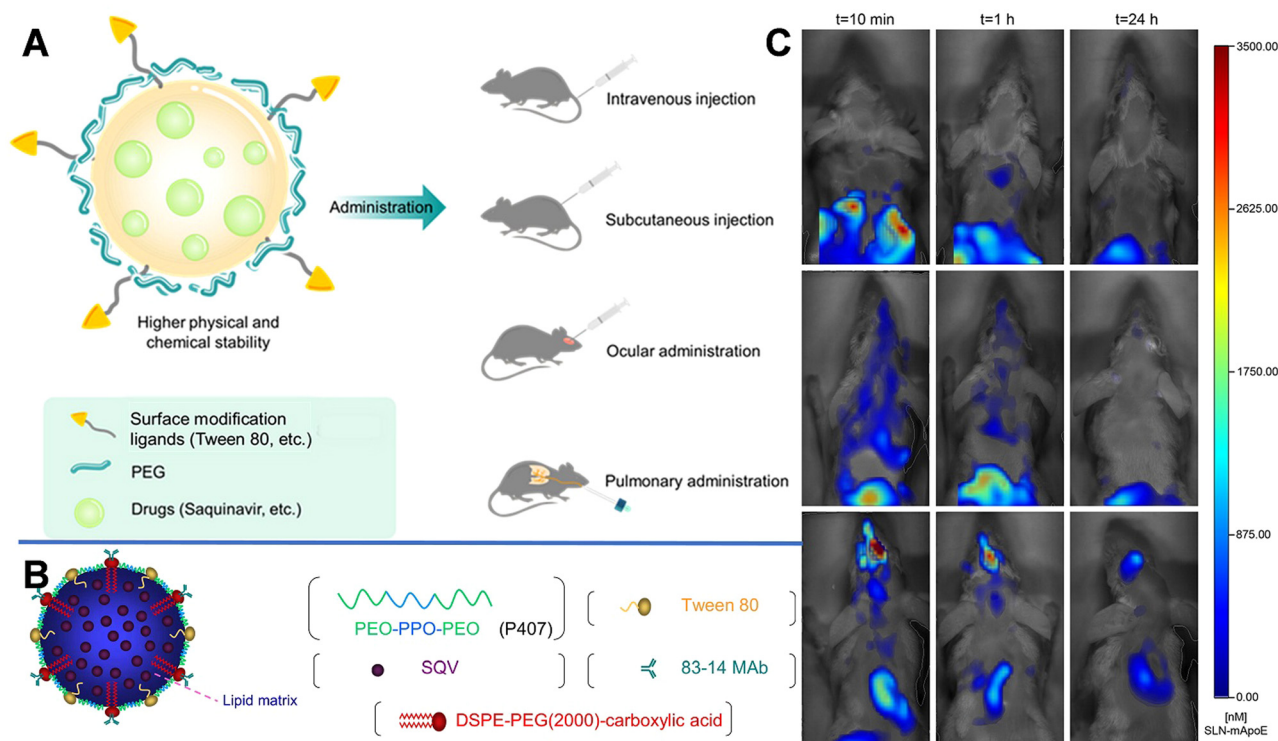 A
Higher physical and
chemical stability
Administration
Intravenous injection
Subcutaneous injection
Ocular administration
Pulmonary administration
Surface modification
ligands (Tween 80, etc.)
PEG
Drugs (Saquinavir, etc.)
B
Lipid matrix
PEO-PPO-PEO (P407)
Tween 80
SQV
83-14 MAb
DSPE-PEG(2000)-carboxylic acid
C
t=10 min t=1 h t=24 h
3500.00
2625.00
1750.00
875.00
0.00
[nM]
SLN-mApoE